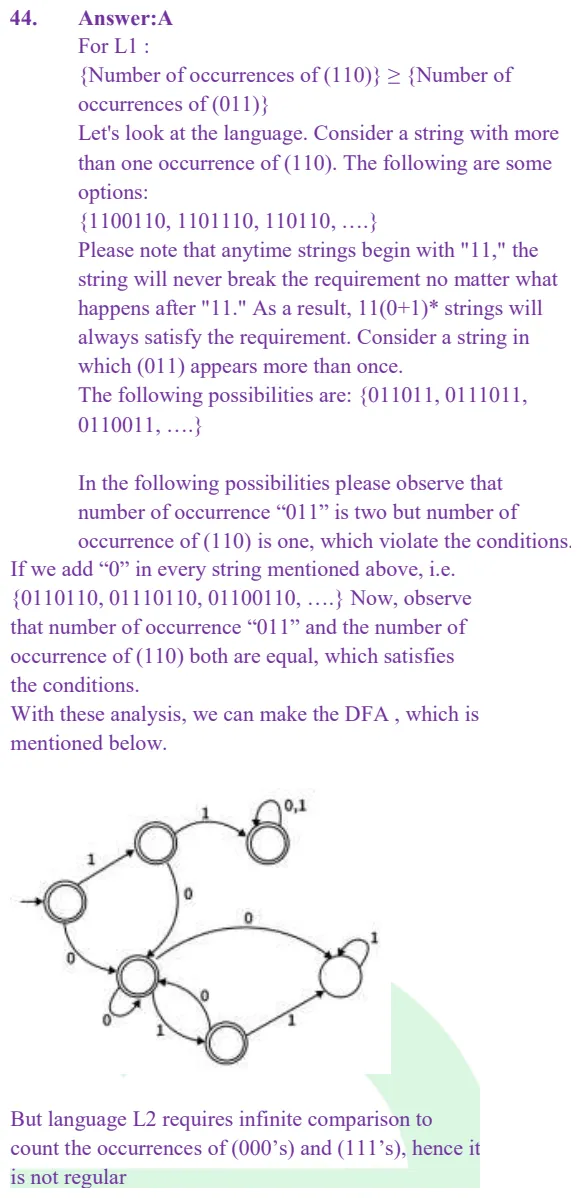 44. Answer:A
For L1 :
{Number of occurrences of (110)} ≥ {Number of
occurrences of (011)}
Let's look at the language. Consider a string with more
than one occurrence of (110). The following are some
options:
{1100110, 1101110, 110110, ….}
Please note that anytime strings begin with "11," the
string will never break the requirement no matter what
happens after "11." As a result, 11(0+1)* strings will
always satisfy the requirement. Consider a string in
which (011) appears more than once.
The following possibilities are: {011011, 0111011,
0110011, ….}
In the following possibilities please observe that
number of occurrence “011” is two but number of
occurrence of (110) is one, which violate the conditions.
If we add “0” in every string mentioned above, i.e.
{0110110, 01110110, 01100110, ….} Now, observe
that number of occurrence “011” and the number of
occurrence of (110) both are equal, which satisfies
the conditions.
With these analysis, we can make the DFA , which is
mentioned below.
1
0,1
1
0
0
1
0
0
0
1
1
But language L2 requires infinite comparison to
count the occurrences of (000’s) and (111’s), hence it
is not regular